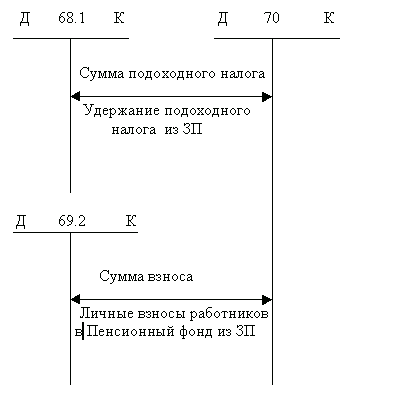 Д 68.1 К Д 70 К
Сумма подоходного налога
Удержание подоходного
налога из ЗП
Д 69.2 К
Сумма взноса
Личные взносы работников
в Пенсионный фонд из ЗП